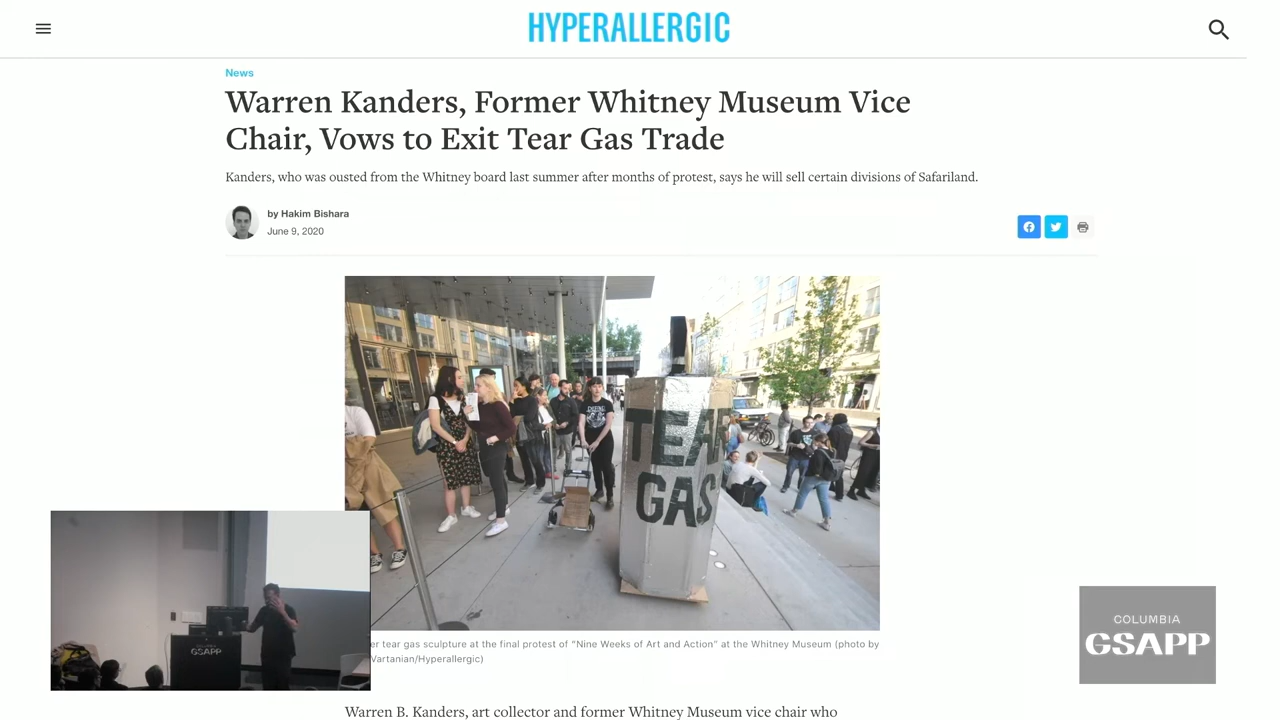 HYPERALLERGIC
News
Warren Kanders, Former Whitney Museum Vice
Chair, Vows to Exit Tear Gas Trade
Kanders, who was ousted from the Whitney board last summer after months of protest, says he will sell certain divisions of Safariland.
by Hakim Bishara
June 9, 2020
TEAR
GAS
er tear gas sculpture at the final protest of "Nine Weeks of Art and Action" at the Whitney Museum (photo by
Vartanian/Hyperallergic)
GSAPP
COLUMBIA
GSAPP
Warren B. Kanders, art collector and former Whitney Museum vice chair who